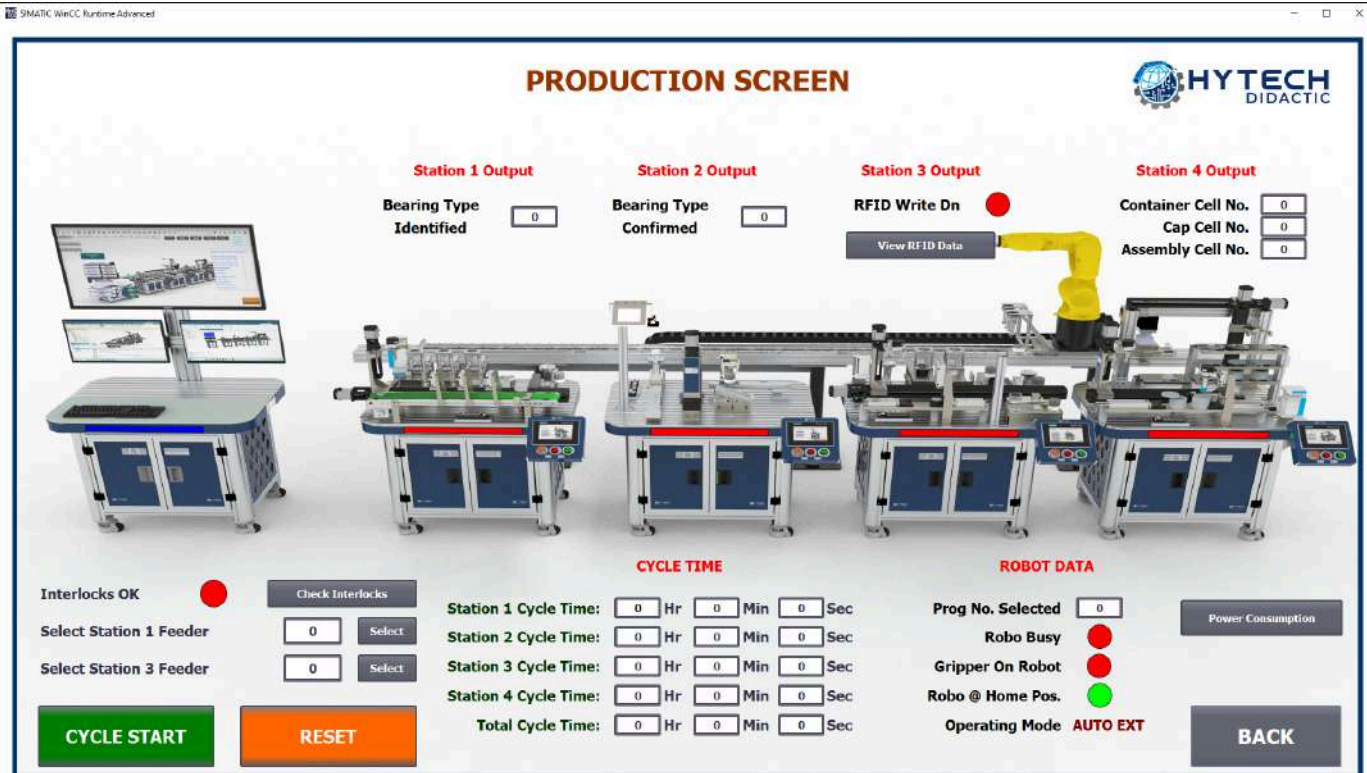 SIMATIC WinCC Runtime Advanced
PRODUCTION SCREEN
HYTECH
DIDACTIC
Station 1 Output
Station 2 Output
Station 3 Output
Station 4 Output
Bearing Type
Identified
0
Bearing Type
Confirmed
0
RFID Write Dn
View RFID Data
Container Cell No. 0
Cap Cell No. 0
Assembly Cell No. 0
Interlocks OK
Check Interlocks
Select Station 1 Feeder 0 Select
Select Station 3 Feeder 0 Select
CYCLE START
RESET
CYCLE TIME
Station 1 Cycle Time: 0 Hr 0 Min 0 Sec
Station 2 Cycle Time: 0 Hr 0 Min 0 Sec
Station 3 Cycle Time: 0 Hr 0 Min 0 Sec
Station 4 Cycle Time: 0 Hr 0 Min 0 Sec
Total Cycle Time: 0 Hr 0 Min 0 Sec
ROBOT DATA
Prog No. Selected 0
Robo Busy
Gripper On Robot
Robo @ Home Pos.
Operating Mode AUTO EXT
Power Consumption
BACK